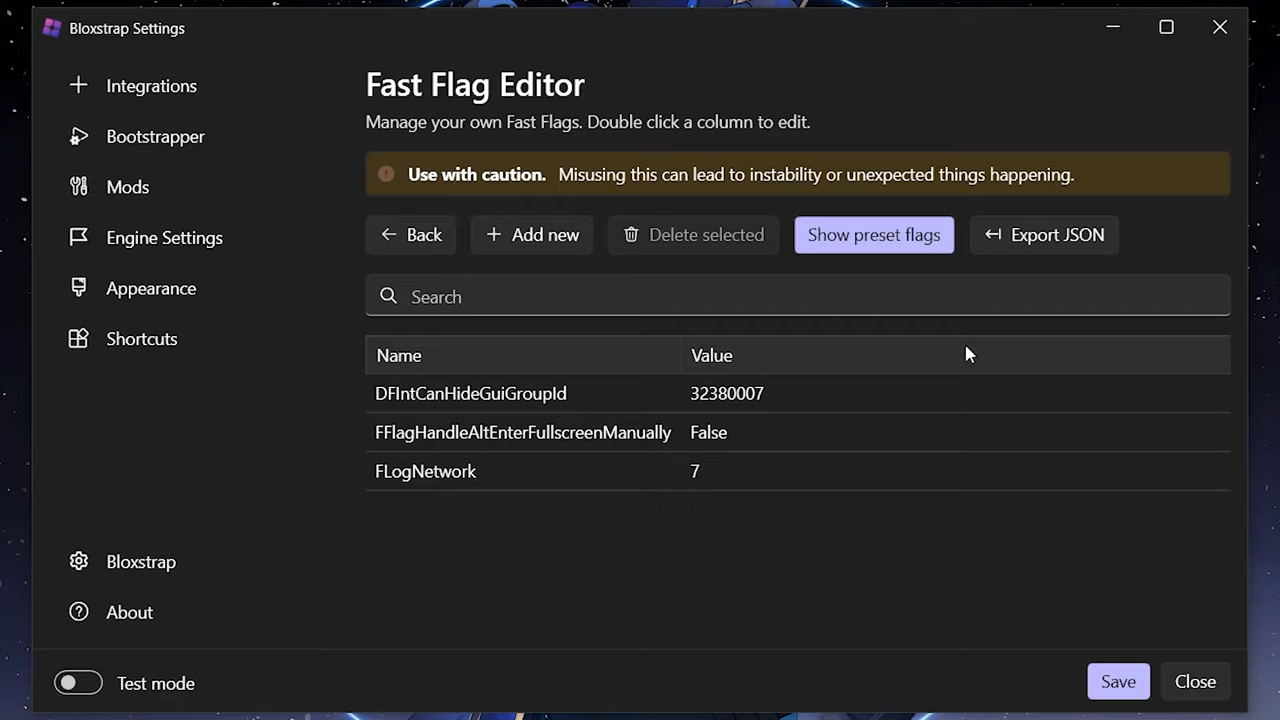 Bloxstrap Settings
Integrations
Bootstrapper
Mods
Engine Settings
Appearance
Shortcuts
Bloxstrap
About
Test mode
Fast Flag Editor
Manage your own Fast Flags. Double click a column to edit.
Use with caution. Misusing this can lead to instability or unexpected things happening.
Back Add new Delete selected Show preset flags Export JSON
Search
Name Value
DFIntCanHideGuiGroupId 32380007
FFlagHandleAltEnterFullscreenManually False
FLogNetwork 7
Save Close